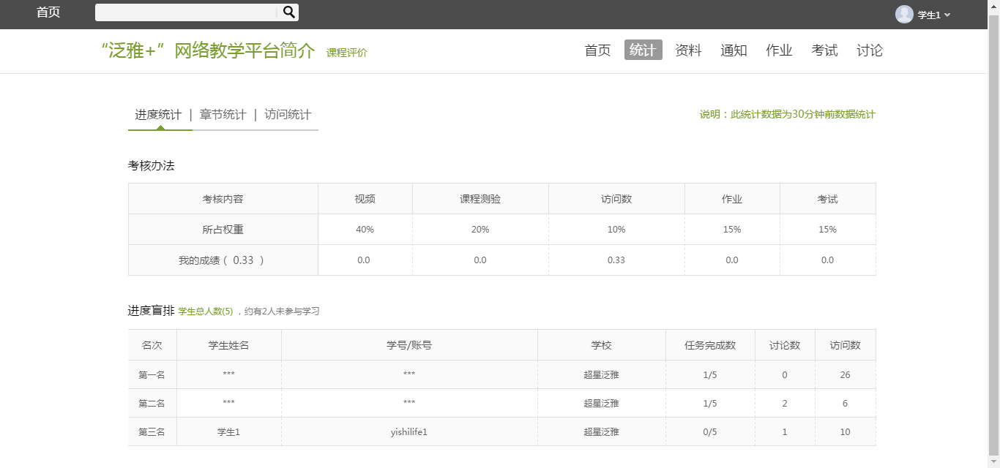 首页
学生1
“泛雅+”网络教学平台简介 课程评价
首页 统计 资料 通知 作业 考试 讨论
进度统计 | 章节统计 | 访问统计
说明：此统计数据为30分钟前数据统计
考核办法
考核内容 视频 课程测验 访问数 作业 考试
所占权重 40% 20% 10% 15% 15%
我的成绩（ 0.33 ） 0.0 0.0 0.33 0.0 0.0
进度盲排 学生总人数(5) ，约有2人未参与学习
名次 学生姓名 学号/账号 学校 任务完成数 讨论数 访问数
第一名 *** *** 超星泛雅 1/5 0 26
第二名 *** *** 超星泛雅 1/5 2 6
第三名 学生1 yishilife1 超星泛雅 0/5 1 10